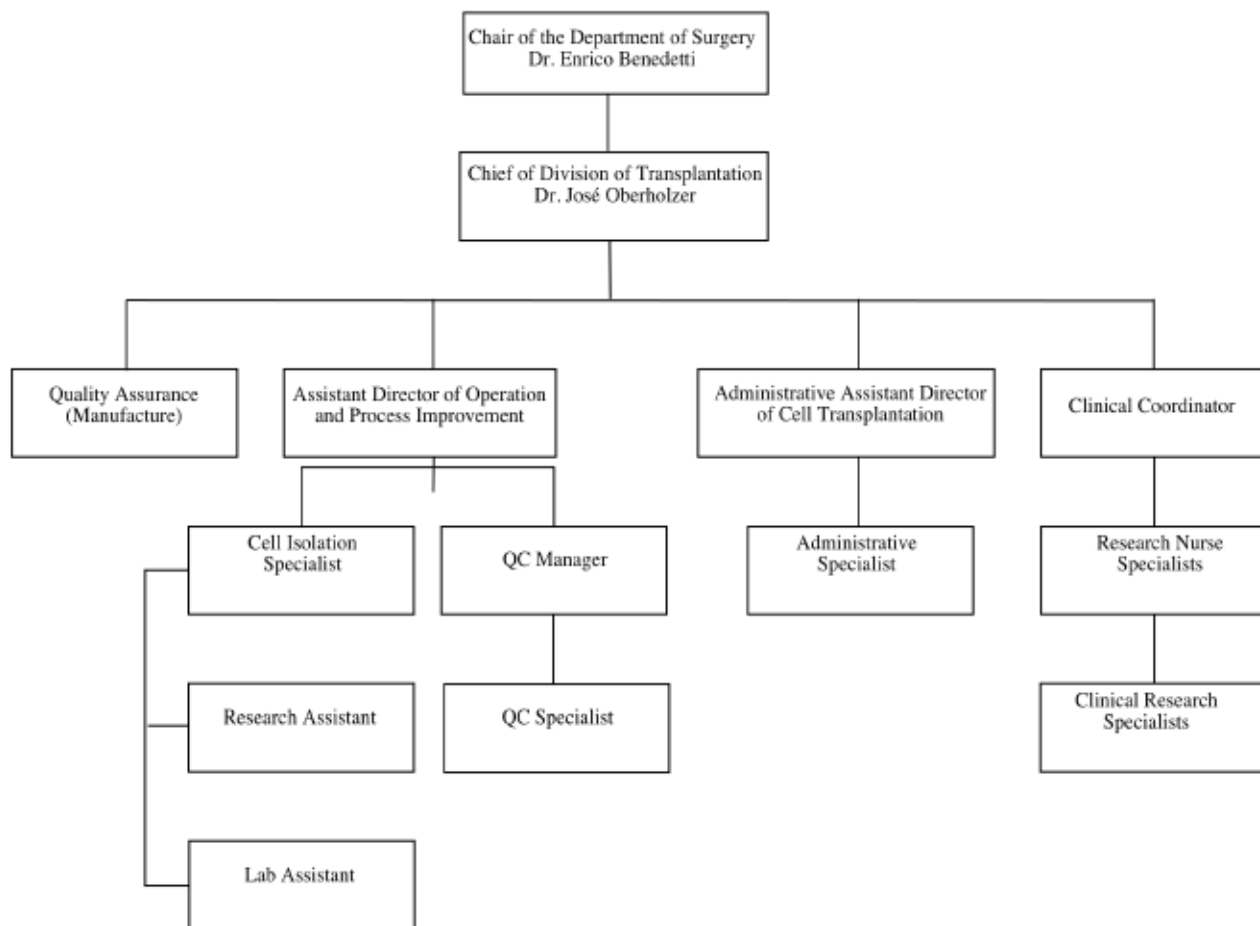 Chair of the Department of Surgery
Dr. Enrico Benedetti
Chief of Division of Transplantation
Dr. José Oberholzer
Quality Assurance
(Manufacture)
Assistant Director of Operation
and Process Improvement
Administrative Assistant Director
of Cell Transplantation
Clinical Coordinator
Cell Isolation
Specialist
QC Manager
Administrative
Specialist
Research Nurse
Specialists
Research Assistant
QC Specialist
Clinical Research
Specialists
Lab Assistant